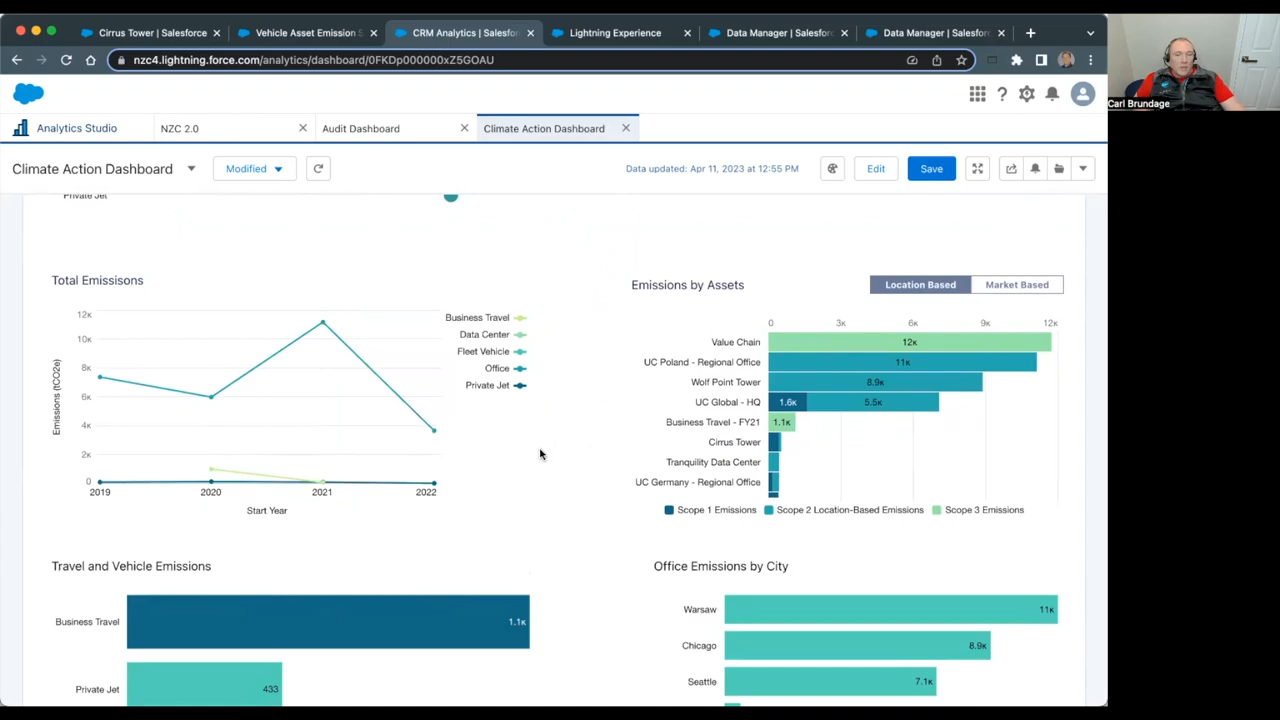 Cirrus Tower | Salesforce
Vehicle Asset Emission S
CRM Analytics | Salesfor
Lightning Experience
Data Manager | Salesforc
Data Manager | Salesforc
nzc4.lightning.force.com/analytics/dashboard/0FKDp000000xZ5GOAU
Carl Brundage
Analytics Studio
NZC 2.0
Audit Dashboard
Climate Action Dashboard
Climate Action Dashboard
Modified
Data updated: Apr 11, 2023 at 12:55 PM
Edit
Save
Private Jet
Total Emissisons
12K
10K
8K
6K
4K
2K
0
Emissions (tCO2e)
2019
2020
2021
2022
Start Year
Business Travel
Data Center
Fleet Vehicle
Office
Private Jet
Emissions by Assets
Location Based
Market Based
0
3K
6K
9K
12K
Value Chain
12K
UC Poland - Regional Office
11K
Wolf Point Tower
8.9K
UC Global - HQ
1.6K
5.5K
Business Travel - FY21
1.1K
Cirrus Tower
Tranquility Data Center
UC Germany - Regional Office
Scope 1 Emissions
Scope 2 Location-Based Emissions
Scope 3 Emissions
Travel and Vehicle Emissions
Business Travel
1.1K
Private Jet
433
Office Emissions by City
Warsaw
11K
Chicago
8.9K
Seattle
7.1K